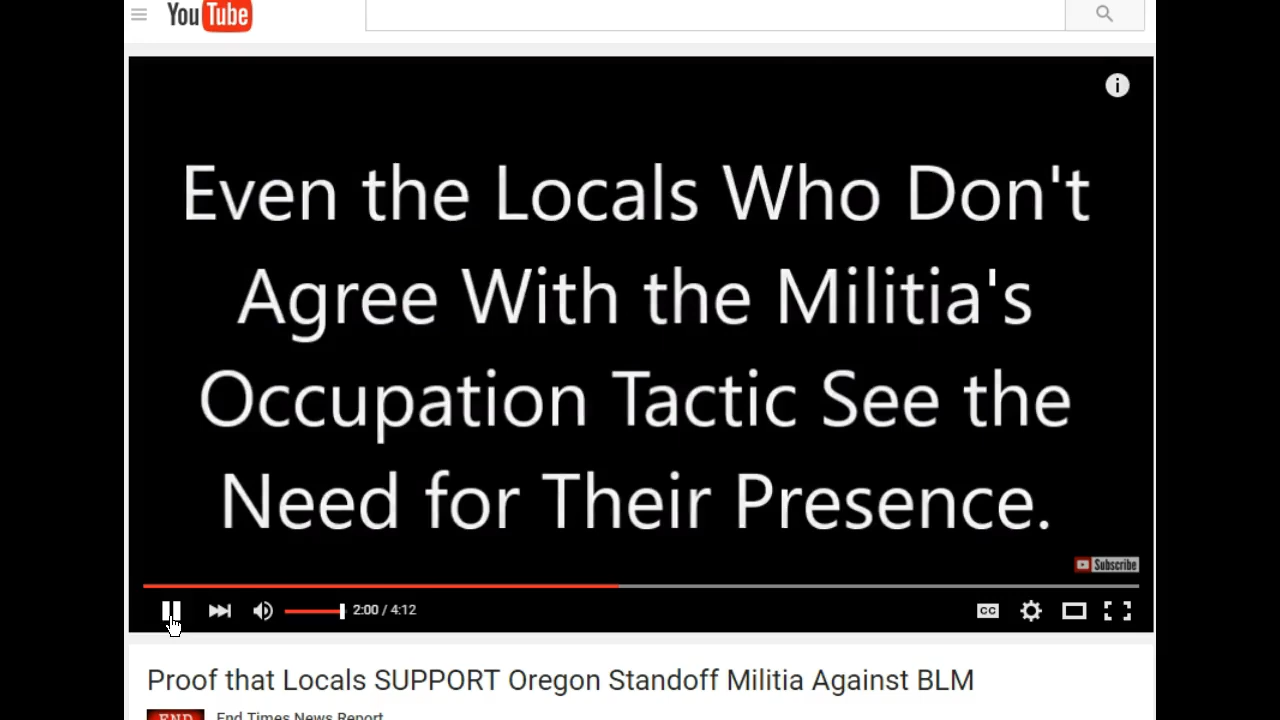 YouTube
Even the Locals Who Don't
Agree With the Militia's
Occupation Tactic See the
Need for Their Presence.
Subscribe
2:00 / 4:12
CC
Proof that Locals SUPPORT Oregon Standoff Militia Against BLM
END
End Times News Report